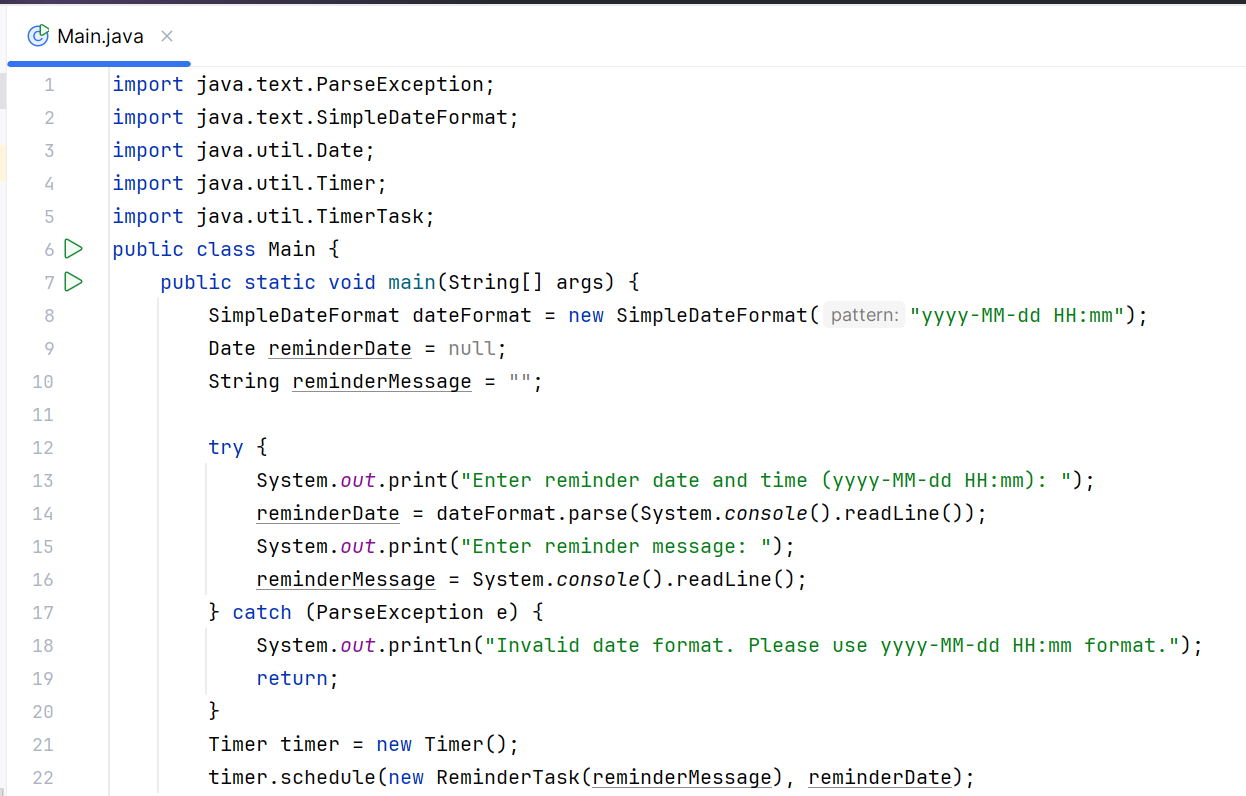 Main.java
1 import java.text.ParseException;
2 import java.text.SimpleDateFormat;
3 import java.util.Date;
4 import java.util.Timer;
5 import java.util.TimerTask;
6 public class Main {
7     public static void main(String[] args) {
8         SimpleDateFormat dateFormat = new SimpleDateFormat( pattern: "yyyy-MM-dd HH:mm");
9         Date reminderDate = null;
10         String reminderMessage = "";
11
12         try {
13             System.out.print("Enter reminder date and time (yyyy-MM-dd HH:mm): ");
14             reminderDate = dateFormat.parse(System.console().readLine());
15             System.out.print("Enter reminder message: ");
16             reminderMessage = System.console().readLine();
17         } catch (ParseException e) {
18             System.out.println("Invalid date format. Please use yyyy-MM-dd HH:mm format.");
19             return;
20         }
21         Timer timer = new Timer();
22         timer.schedule(new ReminderTask(reminderMessage), reminderDate);